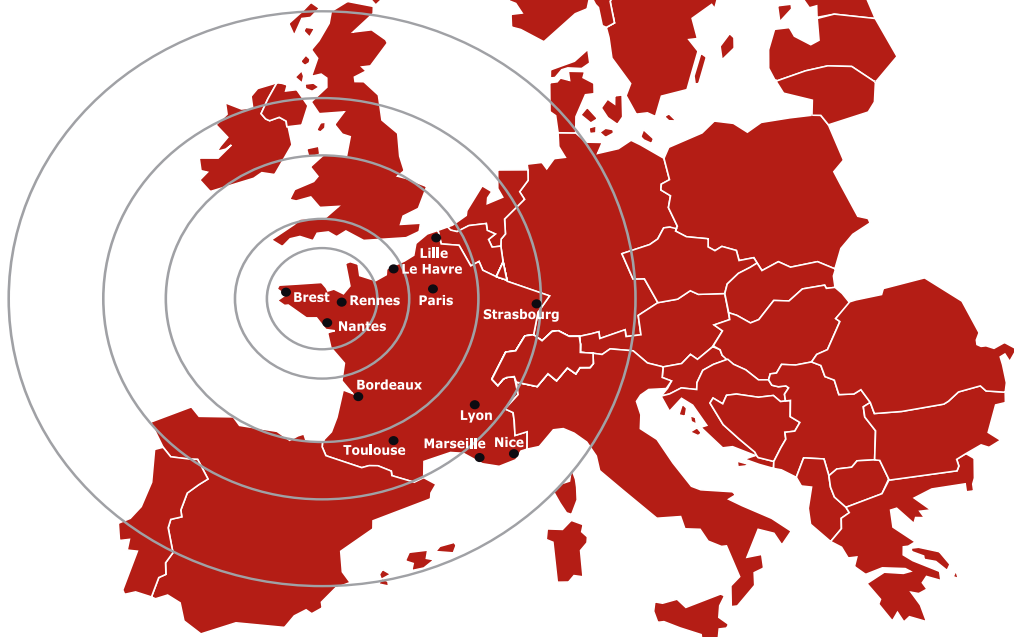 Lille
Le Havre
Brest
Rennes
Paris
Strasbourg
Nantes
Bordeaux
Lyon
Toulouse
Marseille
Nice